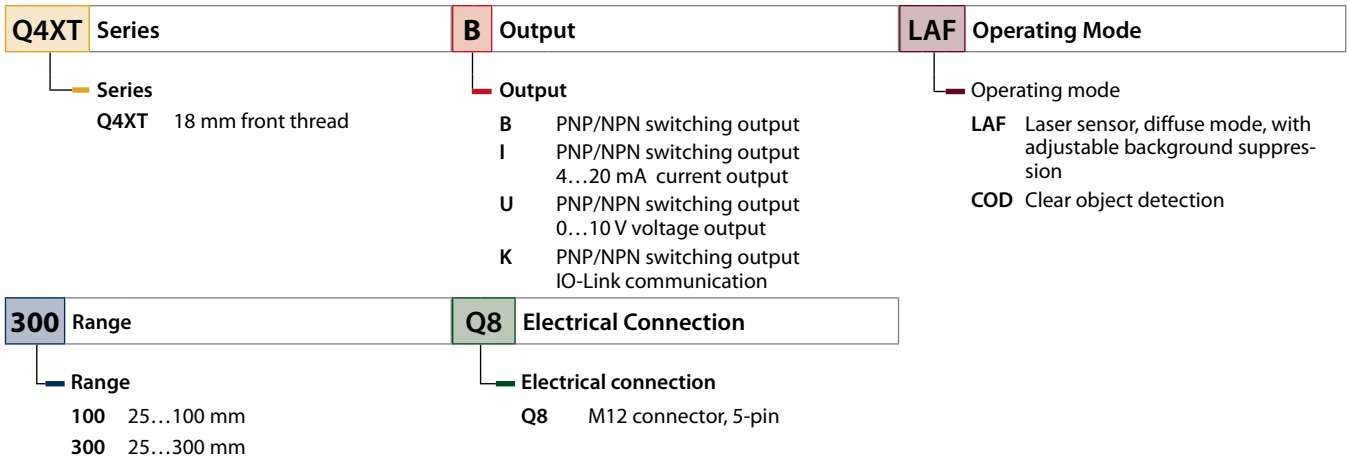 Q4XT Series
Series
Q4XT 18 mm front thread
B Output
Output
B PNP/NPN switching output
I PNP/NPN switching output
4…20 mA current output
U PNP/NPN switching output
0…10 V voltage output
K PNP/NPN switching output
IO-Link communication
LAF Operating Mode
Operating mode
LAF Laser sensor, diffuse mode, with
adjustable background suppres-
sion
COD Clear object detection
300 Range
Range
100 25…100 mm
300 25…300 mm
Q8 Electrical Connection
Electrical connection
Q8 M12 connector, 5-pin